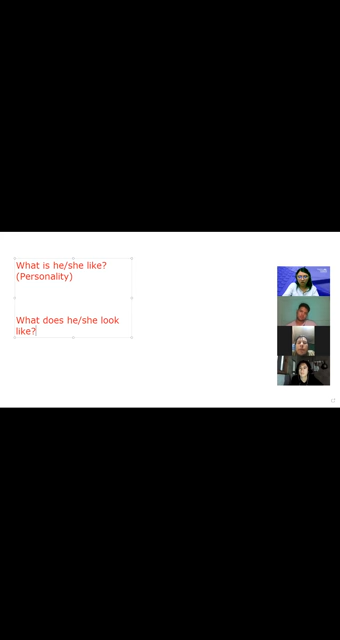 What is he/she like?
(Personality)
What does he/she look
like?